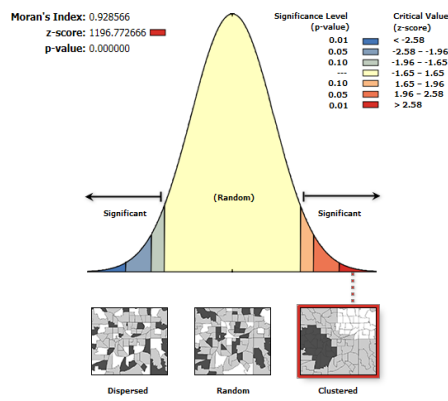 Moran's Index: 0.928566
z-score: 1196.772666
p-value: 0.000000
Significance Level
(p-value)
Critical Value
(z-score)
0.01 < -2.58
0.05 -2.58 – -1.96
0.10 -1.96 – -1.65
--- -1.65 – 1.65
0.10 1.65 – 1.96
0.05 1.96 – 2.58
0.01 > 2.58
(Random)
Significant
Significant
Dispersed
Random
Clustered